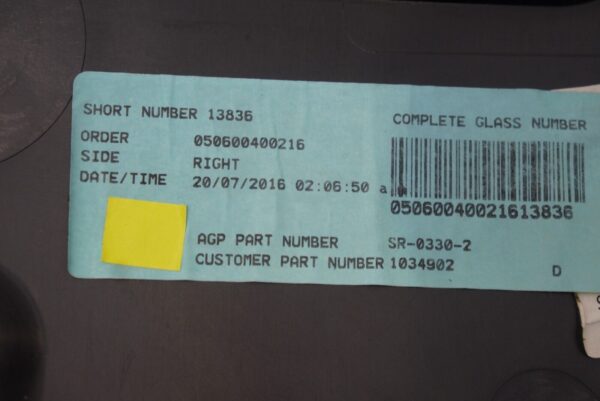 SHORT NUMBER 13836
COMPLETE GLASS NUMBER
ORDER 050600400216
SIDE RIGHT
DATE/TIME 20/07/2016 02:06:50 a.
05060040021613836
AGP PART NUMBER SR-0330-2
CUSTOMER PART NUMBER 1034902
D